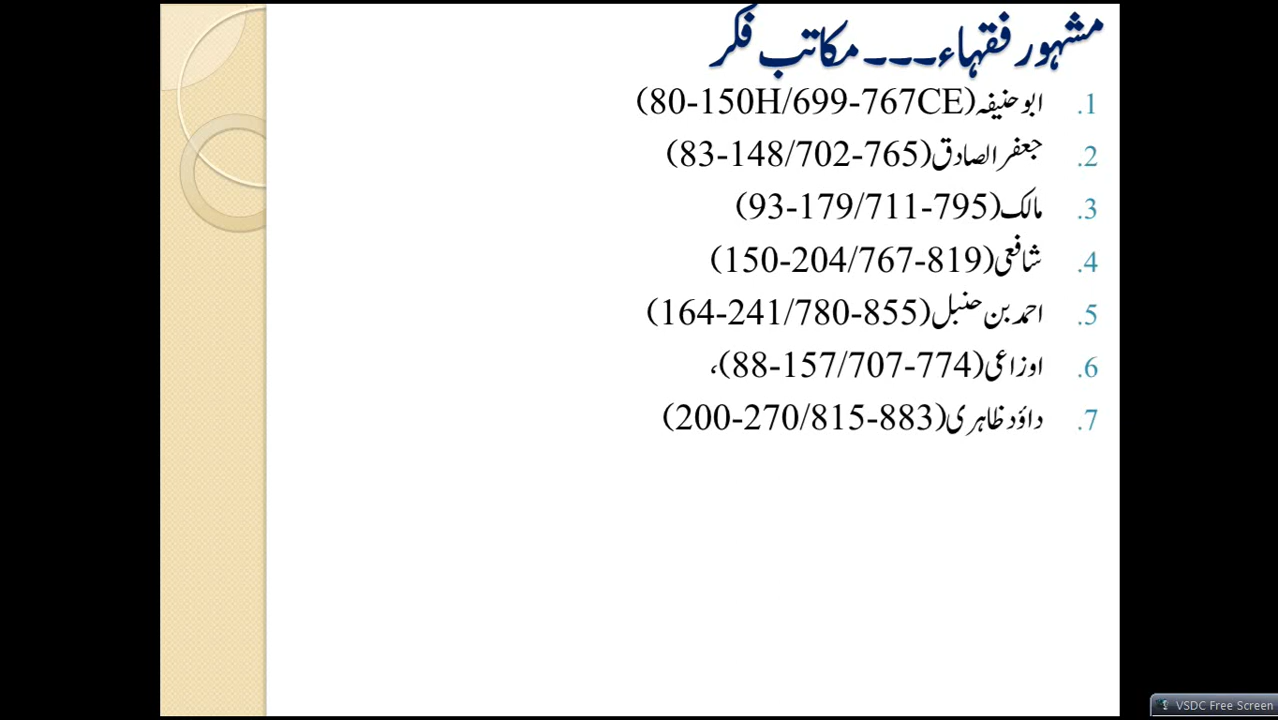 مشہور فقہاء۔۔۔ مکاتب فکر
1. ابو حنیفہ(80-150H/699-767CE)
2. جعفر الصادق(83-148/702-765)
3. مالک(93-179/711-795)
4. شافعی(150-204/767-819)
5. احمد بن حنبل(164-241/780-855)
6. اوزاعی(88-157/707-774)،
7. داؤد ظاہری(200-270/815-883)
VSDC Free Screen